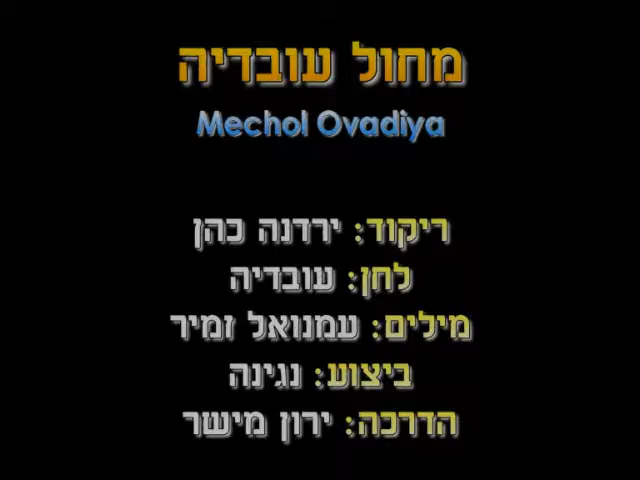 מחול עובדיה
Mechol Ovadiya
ריקוד: ירדנה כהן
לחן: עובדיה
מילים: עמנואל זמיר
ביצוע: נגינה
הדרכה: ירון מישר